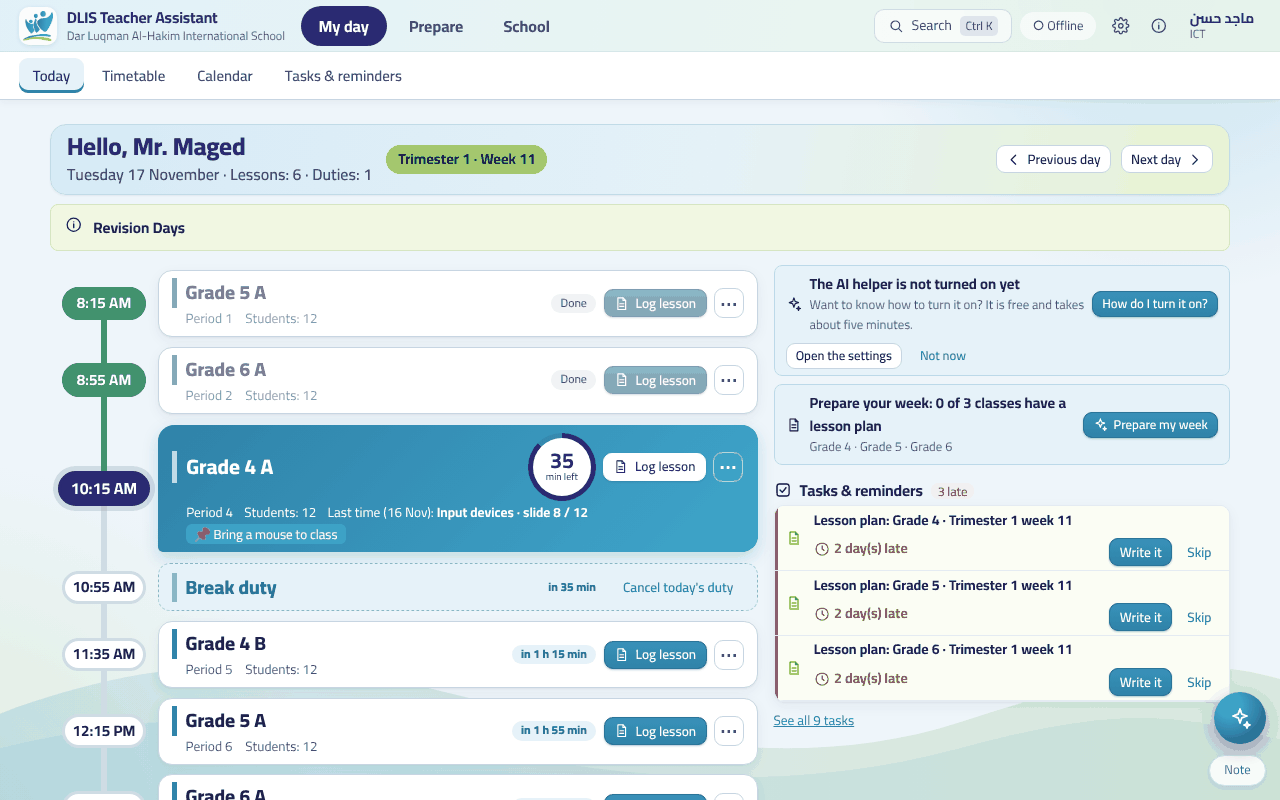 DLIS Teacher Assistant
Dar Luqman Al-Hakim International School
My day
Prepare
School
Search
Ctrl K
Offline
ماجد حسن
ICT
Today
Timetable
Calendar
Tasks & reminders
Hello, Mr. Maged
Tuesday 17 November · Lessons: 6 · Duties: 1
Trimester 1 · Week 11
Previous day
Next day
Revision Days
8:15 AM
Grade 5 A
Period 1 Students: 12
Done
Log lesson
8:55 AM
Grade 6 A
Period 2 Students: 12
Done
Log lesson
10:15 AM
Grade 4 A
35
min left
Log lesson
Period 4 Students: 12 Last time (16 Nov): Input devices · slide 8 / 12
📌 Bring a mouse to class
10:55 AM
Break duty
in 35 min
Cancel today's duty
11:35 AM
Grade 4 B
Period 5 Students: 12
in 1 h 15 min
Log lesson
12:15 PM
Grade 5 A
Period 6 Students: 12
in 1 h 55 min
Log lesson
Grade 6 A
The AI helper is not turned on yet
Want to know how to turn it on? It is free and takes
about five minutes.
How do I turn it on?
Open the settings
Not now
Prepare your week: 0 of 3 classes have a
lesson plan
Grade 4 · Grade 5 · Grade 6
Prepare my week
Tasks & reminders
3 late
Lesson plan: Grade 4 · Trimester 1 week 11
2 day(s) late
Write it
Skip
Lesson plan: Grade 5 · Trimester 1 week 11
2 day(s) late
Write it
Skip
Lesson plan: Grade 6 · Trimester 1 week 11
2 day(s) late
Write it
Skip
See all 9 tasks
Note